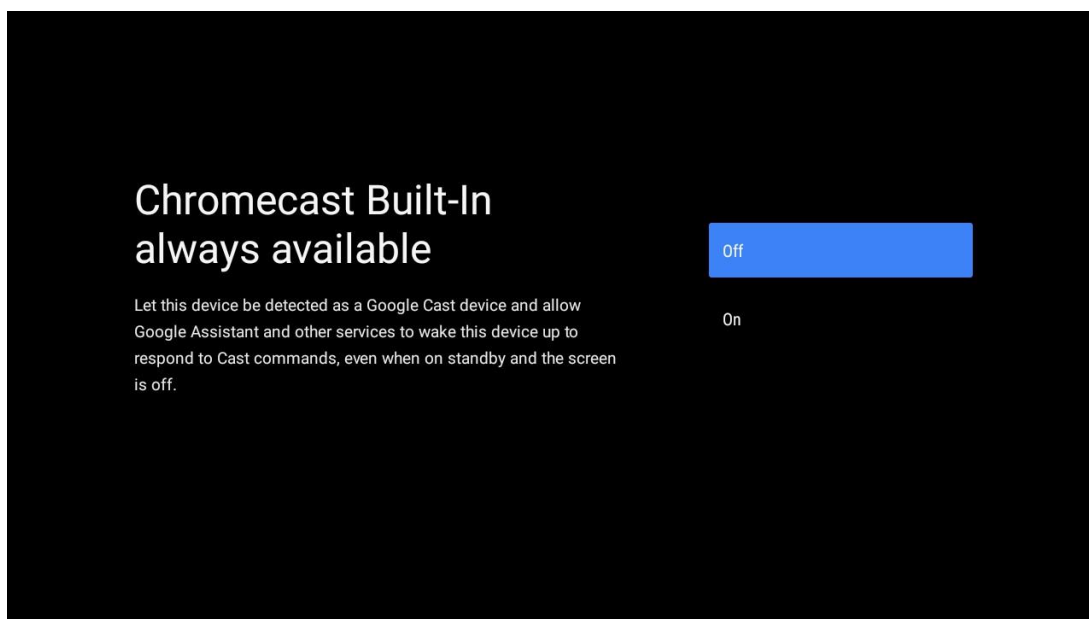 Chromecast Built-In
always available
Let this device be detected as a Google Cast device and allow
Google Assistant and other services to wake this device up to
respond to Cast commands, even when on standby and the screen
is off.
Off
On